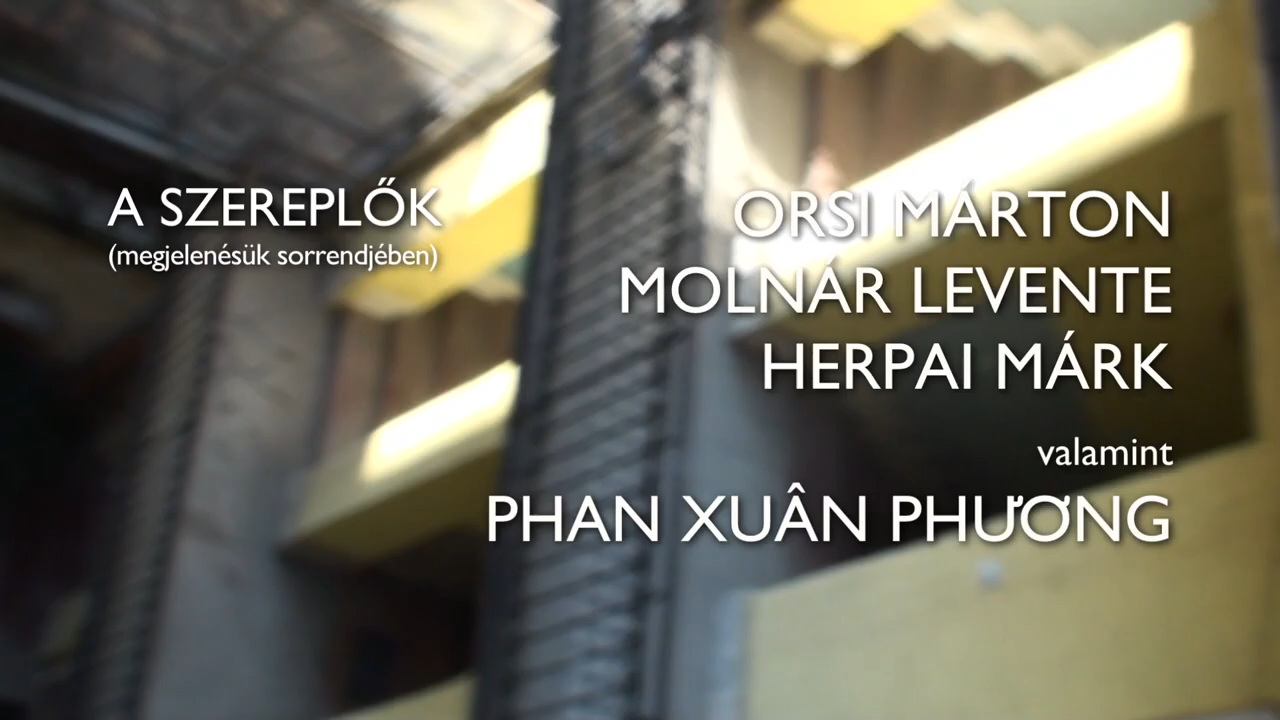 A SZEREPLŐK
(megjelenésük sorrendjében)
ORSI MÁRTON
MOLNÁR LEVENTE
HERPAI MÁRK
valamint
PHAN XUÂN PHƯƠNG